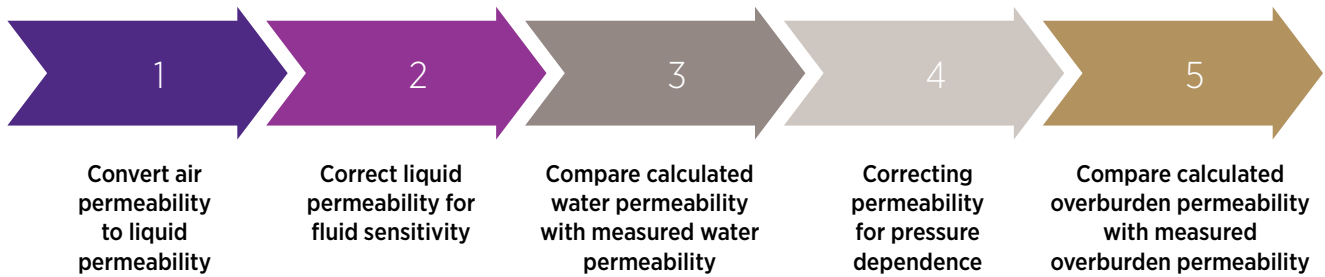 1
Convert air
permeability
to liquid
permeability
2
Correct liquid
permeability for
fluid sensitivity
3
Compare calculated
water permeability
with measured water
permeability
4
Correcting
permeability
for pressure
dependence
5
Compare calculated
overburden permeability
with measured
overburden permeability